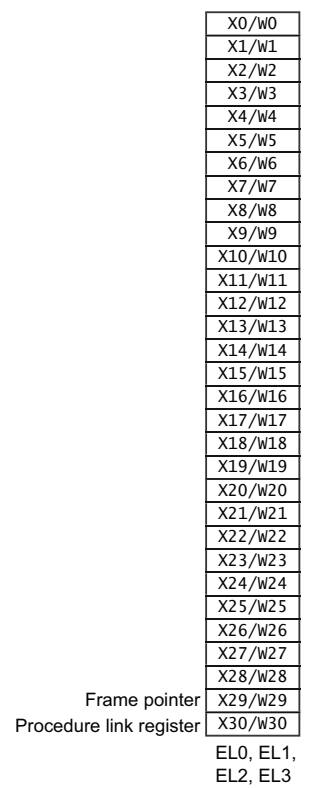 X0/W0
X1/W1
X2/W2
X3/W3
X4/W4
X5/W5
X6/W6
X7/W7
X8/W8
X9/W9
X10/W10
X11/W11
X12/W12
X13/W13
X14/W14
X15/W15
X16/W16
X17/W17
X18/W18
X19/W19
X20/W20
X21/W21
X22/W22
X23/W23
X24/W24
X25/W25
X26/W26
X27/W27
X28/W28
Frame pointer X29/W29
Procedure link register X30/W30
EL0, EL1,
EL2, EL3